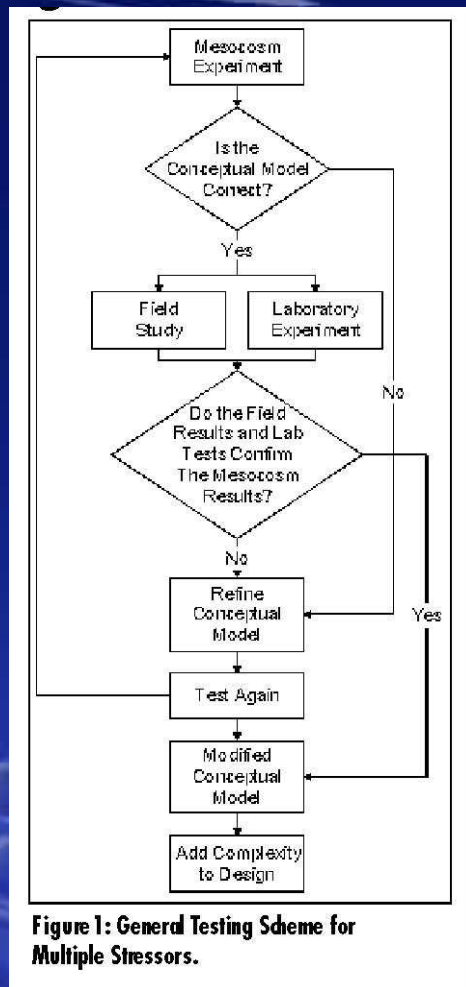 Mesocosm
Experiment
Is the
Conceptual Model
Correct?
Yes
Field
Study
Laboratory
Experiment
No
Do the Field
Results and Lab
Tests Confirm
The Mesocosm
Results?
No
Yes
Refine
Conceptual
Model
Test Again
Modified
Conceptual
Model
Add Complexity
to Design
Figure 1: General Testing Scheme for
Multiple Stressors.